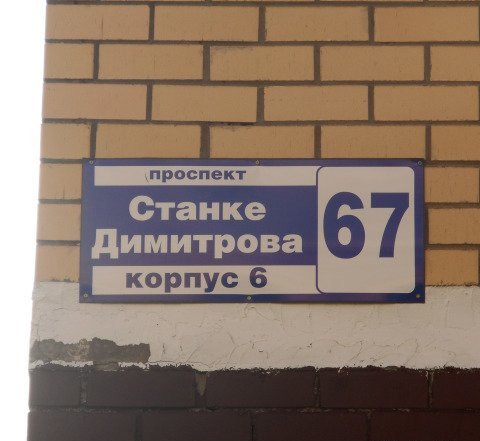 проспект
Станке
Димитрова
корпус 6
67